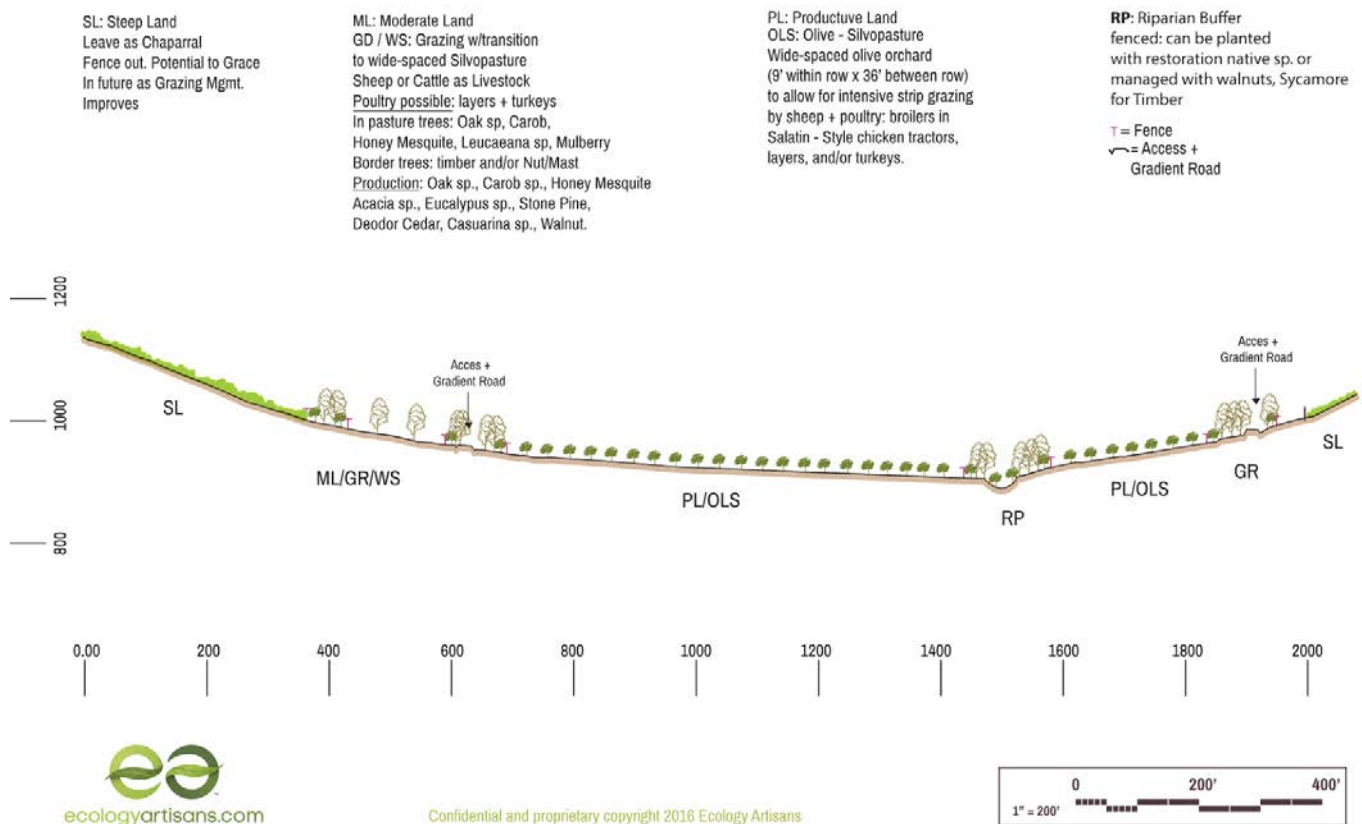 SL: Steep Land
Leave as Chaparral
Fence out. Potential to Grace
In future as Grazing Mgmt.
Improves
ML: Moderate Land
GD / WS: Grazing w/transition
to wide-spaced Silvopasture
Sheep or Cattle as Livestock
Poultry possible: layers + turkeys
In pasture trees: Oak sp, Carob,
Honey Mesquite, Leucaeana sp, Mulberry
Border trees: timber and/or Nut/Mast
Production: Oak sp., Carob sp., Honey Mesquite
Acacia sp., Eucalypus sp., Stone Pine,
Deodor Cedar, Casuarina sp., Walnut.
PL: Productuve Land
OLS: Olive - Silvopasture
Wide-spaced olive orchard
(9' within row x 36' between row)
to allow for intensive strip grazing
by sheep + poultry: broilers in
Salatin - Style chicken tractors,
layers, and/or turkeys.
RP: Riparian Buffer
fenced: can be planted
with restoration native sp. or
managed with walnuts, Sycamore
for Timber
T = Fence
= Access +
Gradient Road
1200
1000
800
Acces +
Gradient Road
Acces +
Gradient Road
SL
ML/GR/WS
PL/OLS
RP
PL/OLS
GR
SL
0.00 200 400 600 800 1000 1200 1400 1600 1800 2000
ecologyartisans.com
Confidential and proprietary copyright 2016 Ecology Artisans
0 200' 400'
1" = 200'